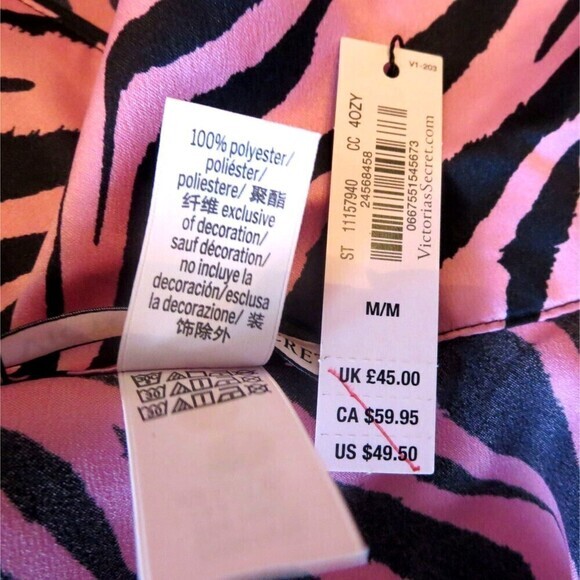 100% polyester/
poliéster/
poliestere/ 聚酯
纤维 exclusive
of decoration/
sauf décoration/
no incluye la
decoración/esclusa
la decorazione/ 装
饰除外
V1-203
ST 11157940 CC 4OZY
24568458
0667551545673
VictoriasSecret.com
M/M
UK £45.00
CA $59.95
US $49.50